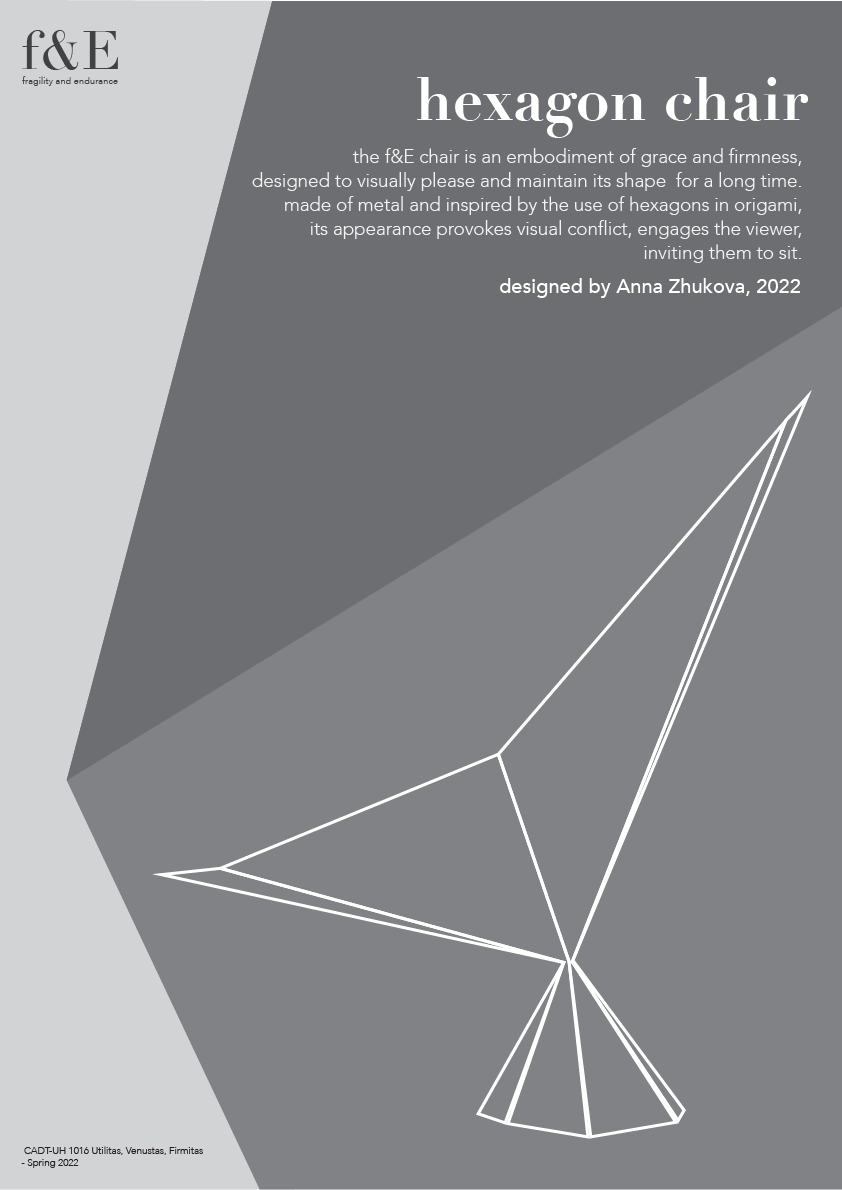 f&E
fragility and endurance
hexagon chair
the f&E chair is an embodiment of grace and firmness,
designed to visually please and maintain its shape  for a long time.
made of metal and inspired by the use of hexagons in origami,
its appearance provokes visual conflict, engages the viewer,
inviting them to sit.
designed by Anna Zhukova, 2022
CADT-UH 1016 Utilitas, Venustas, Firmitas
- Spring 2022